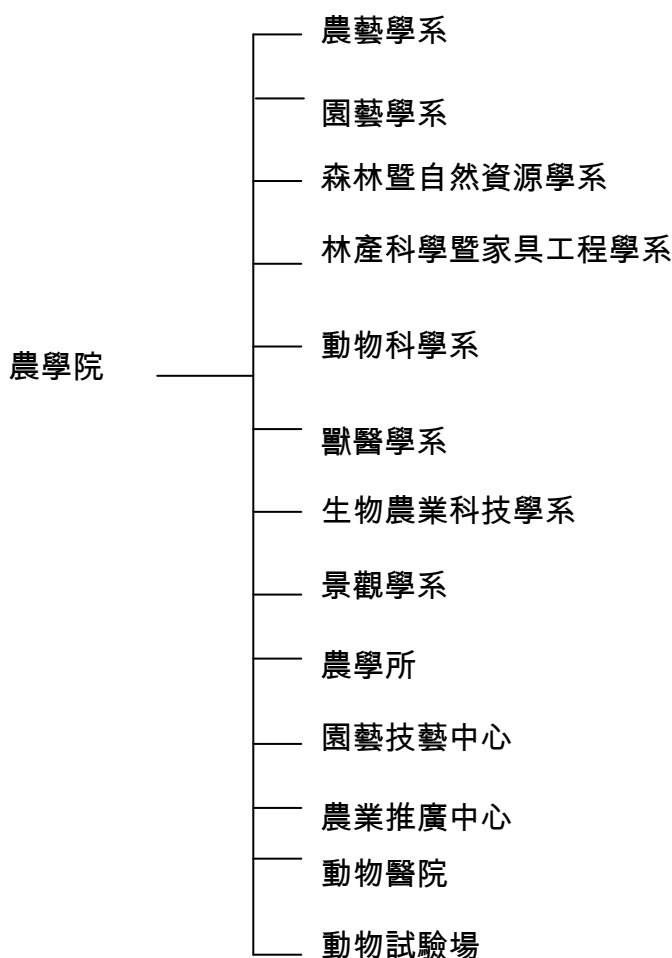 農藝學系
園藝學系
森林暨自然資源學系
林產科學暨家具工程學系
動物科學系
農學院
獸醫學系
生物農業科技學系
景觀學系
農學所
園藝技藝中心
農業推廣中心
動物醫院
動物試驗場